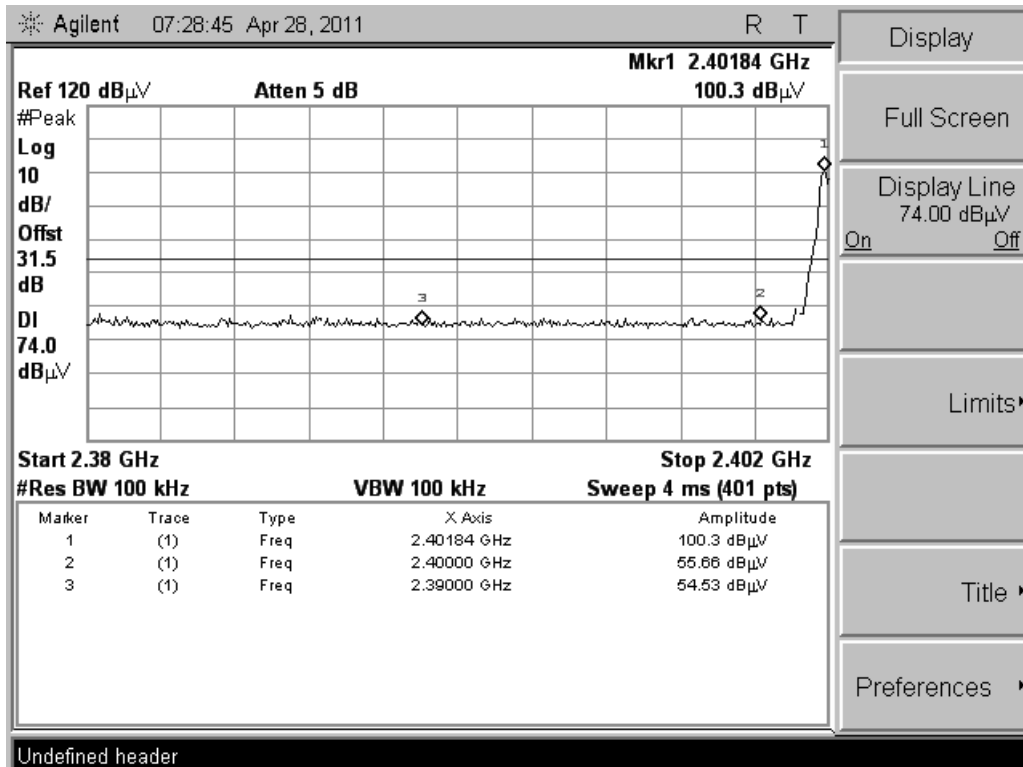 Agilent 07:28:45 Apr 28, 2011 R T
Mkr1 2.40184 GHz
Ref 120 dBµV Atten 5 dB 100.3 dBµV
#Peak
Log
10
dB/
Offst
31.5
dB
DI
74.0
dBµV
1
2
3
Start 2.38 GHz Stop 2.402 GHz
#Res BW 100 kHz VBW 100 kHz Sweep 4 ms (401 pts)
Marker Trace Type X Axis Amplitude
1 (1) Freq 2.40184 GHz 100.3 dBµV
2 (1) Freq 2.40000 GHz 55.66 dBµV
3 (1) Freq 2.39000 GHz 54.53 dBµV
Undefined header
Display
Full Screen
Display Line
74.00 dBµV
On Off
Limits
Title
Preferences